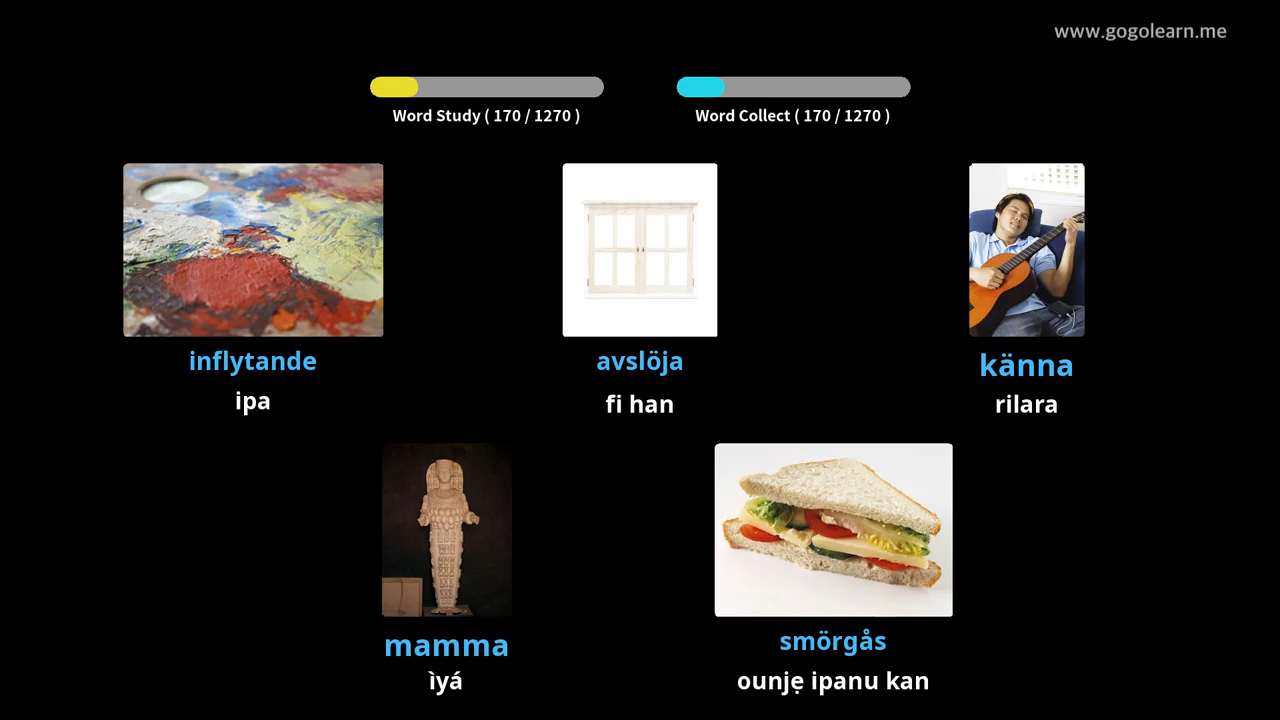 www.gogolearn.me
Word Study ( 170 / 1270 )
Word Collect ( 170 / 1270 )
inflytande
ipa
avslöja
fi han
känna
rilara
mamma
ìyá
smörgås
ounjẹ ipanu kan